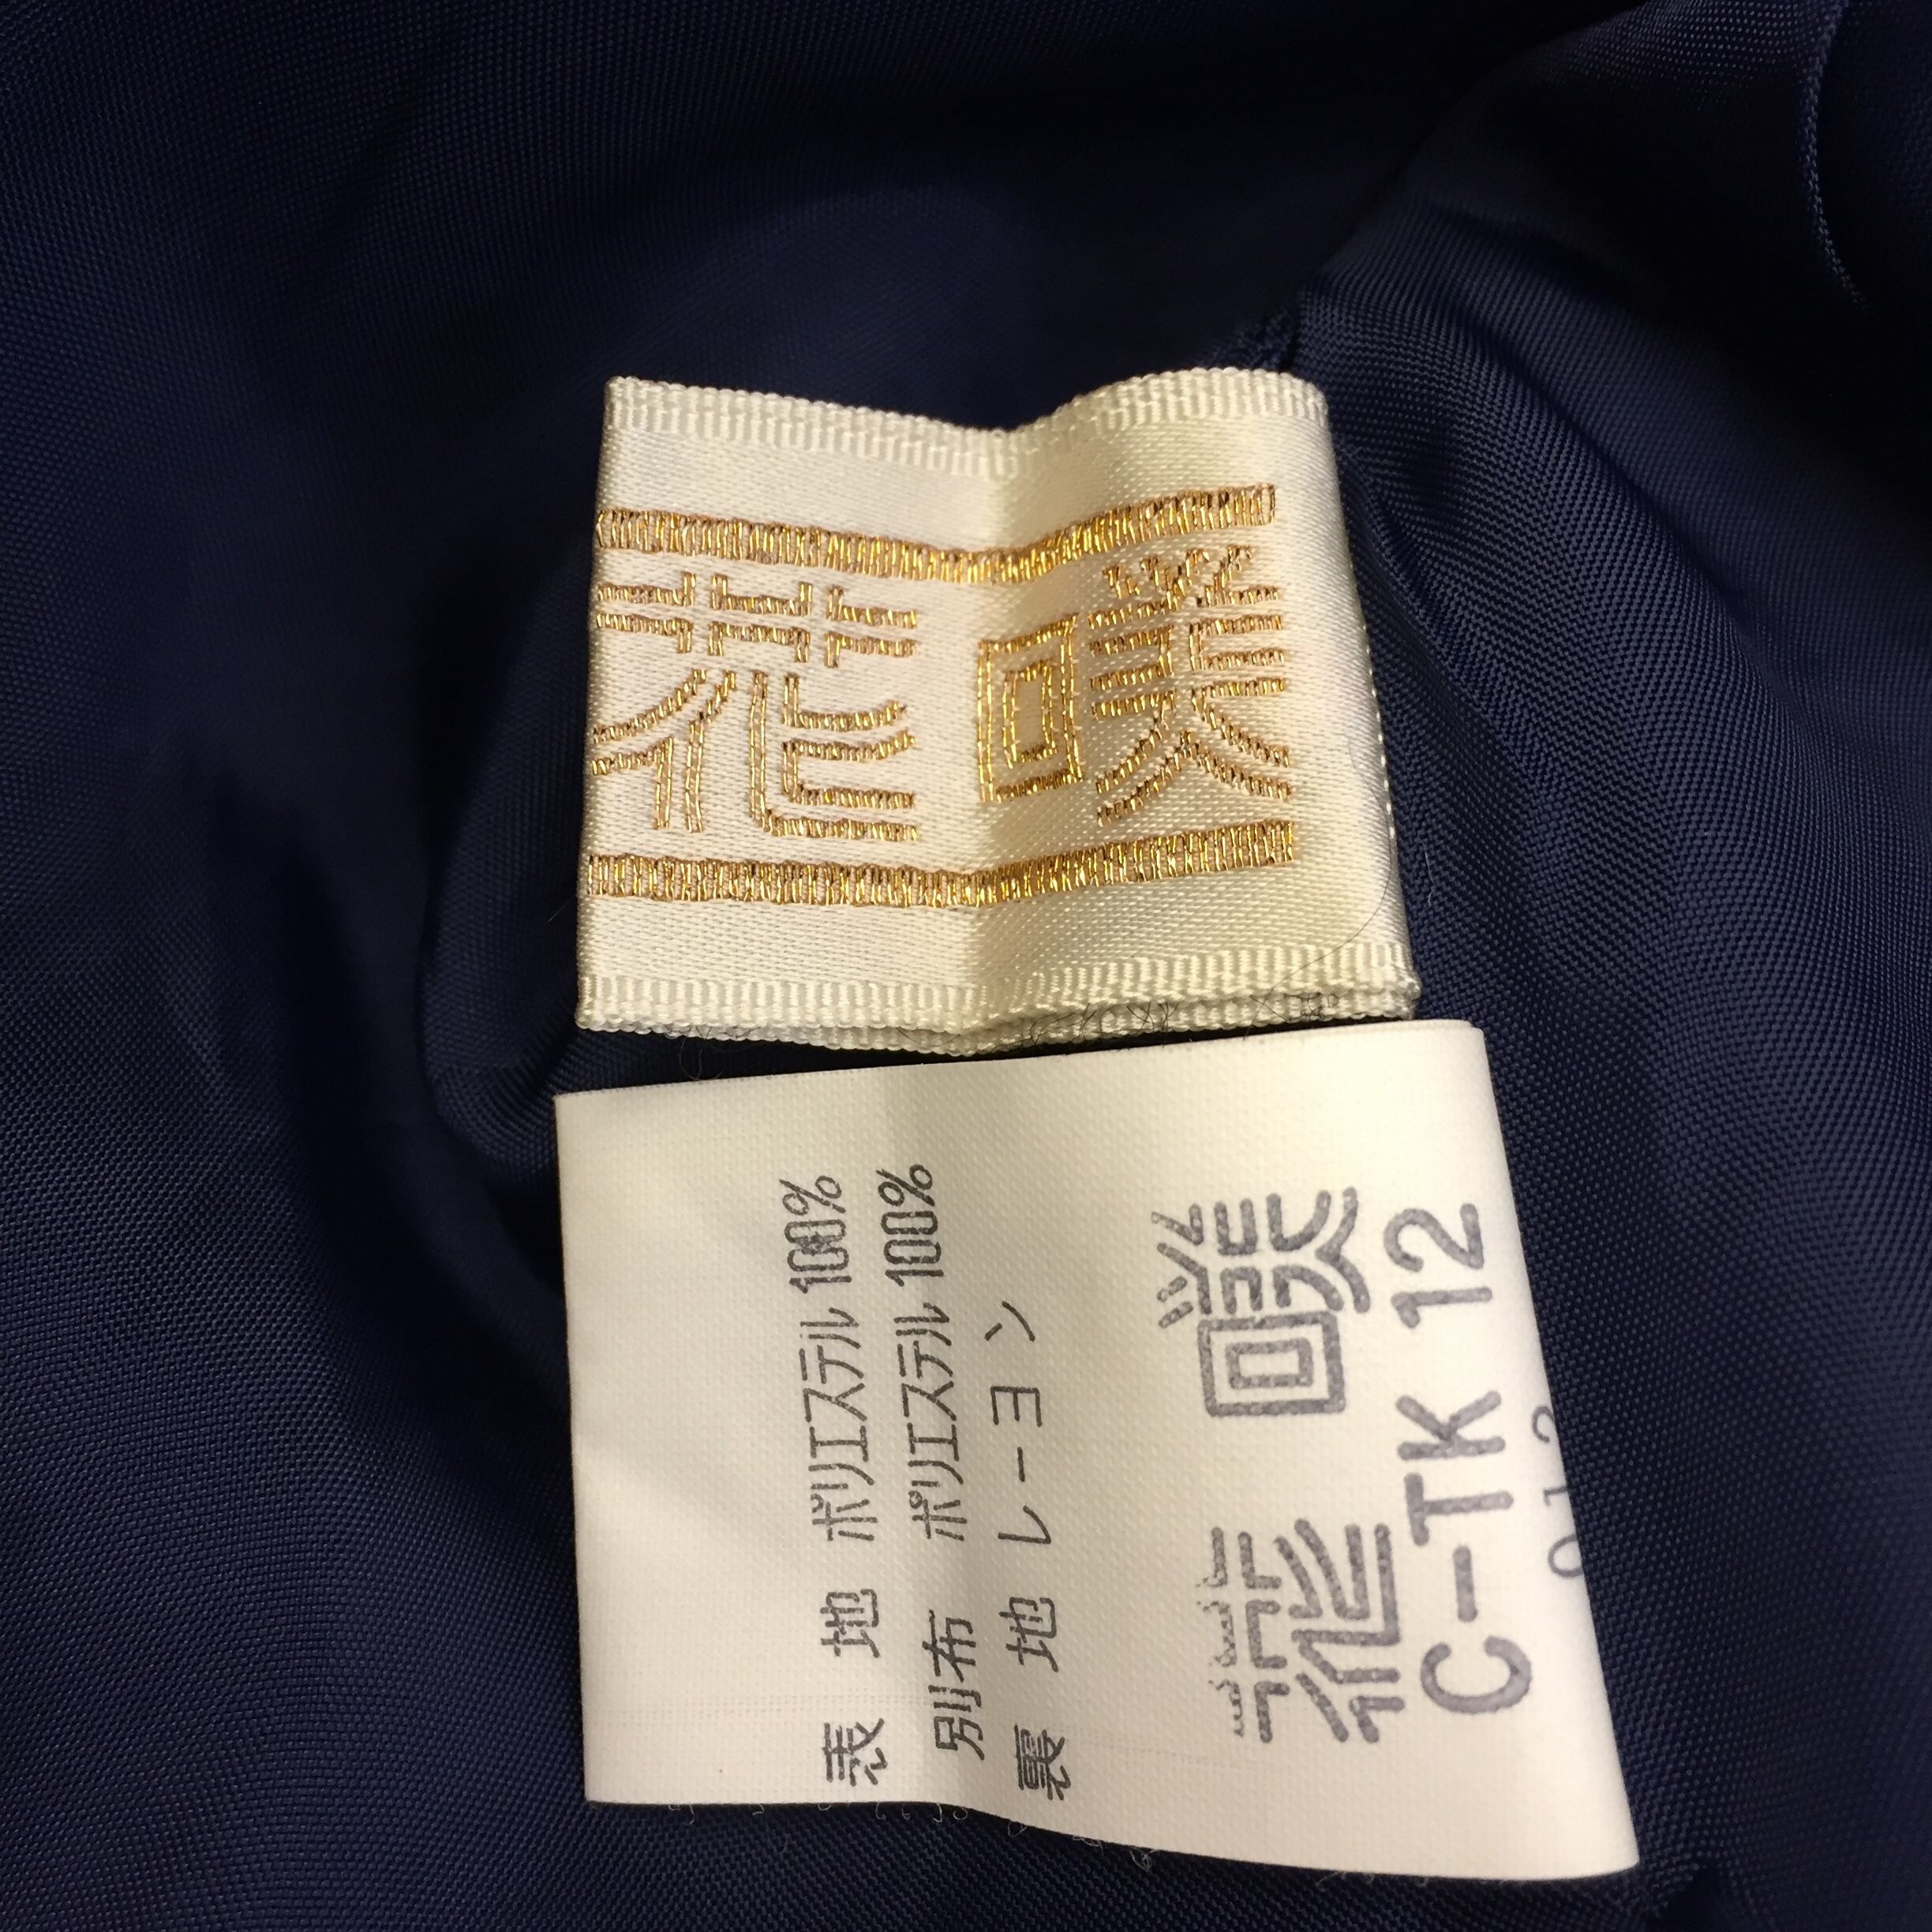 花咲
表 地 ポリエステル 100%
別布 ポリエステル 100%
裏 地 レーヨン
花咲
C-TK 12
012